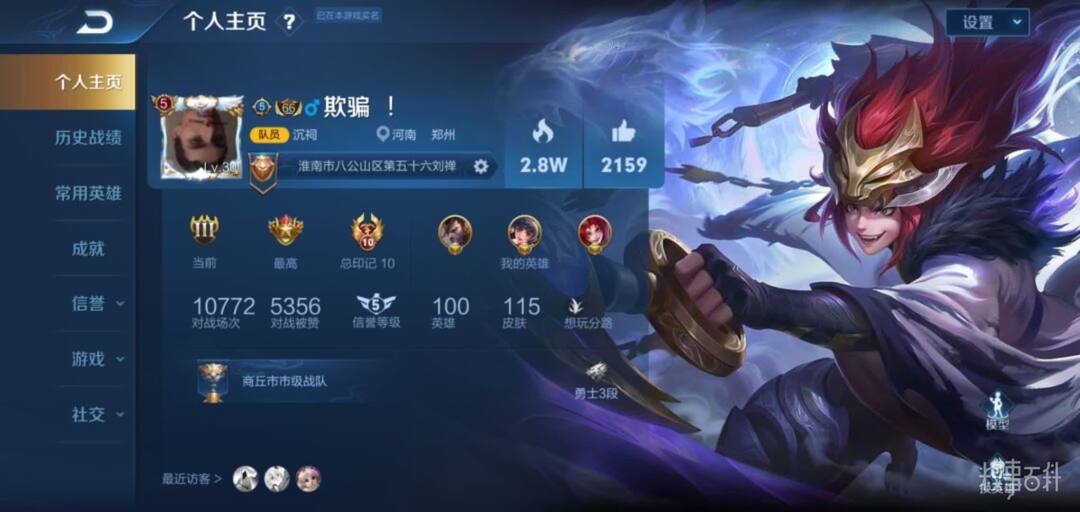 个人主页 ?
已在本游戏实名
设置
个人主页
历史战绩
常用英雄
成就
信誉
游戏
社交
5
5 66 欺骗 ！
队员 沉祠
河南 郑州
淮南市八公山区第五十六刘禅
2.8W
2159
当前
最高
10
总印记 10
我的英雄
10772
对战场次
5356
对战被赞
5
信誉等级
100
英雄
115
皮肤
想玩分路
商丘市市级战队
勇士3段
最近访客 >
模型